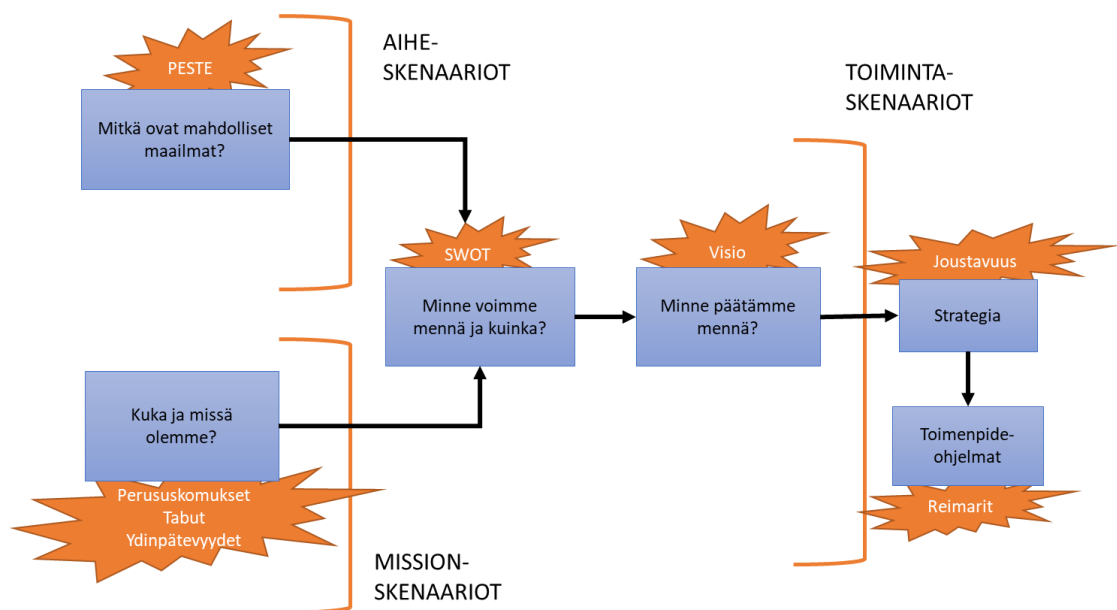 AIHE-
SKENAARIOT
PESTE
Mitkä ovat mahdolliset
maailmat?
TOIMINTA-
SKENAARIOT
SWOT
Minne voimme
mennä ja kuinka?
Visio
Minne päätämme
mennä?
Joustavuus
Strategia
Kuka ja missä
olemme?
Perususkomukset
Tabut
Ydinpätevyydet
Toimenpide-
ohjelmat
Reimarit
MISSION-
SKENAARIOT